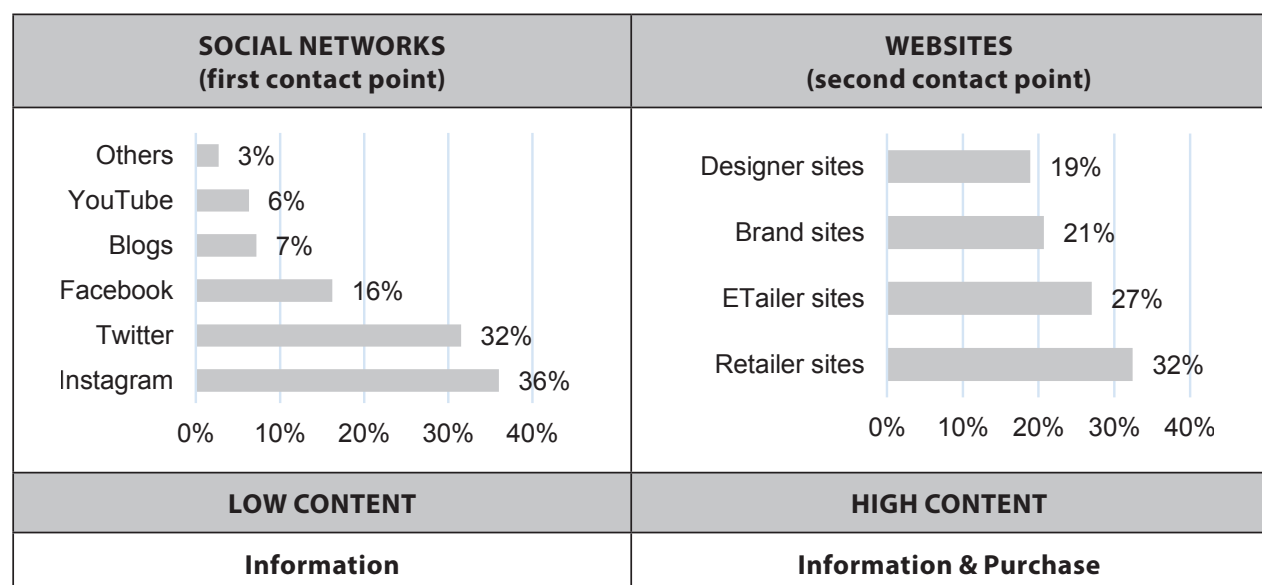 SOCIAL NETWORKS
(first contact point)
WEBSITES
(second contact point)
Others 3%
YouTube 6%
Blogs 7%
Facebook 16%
Twitter 32%
Instagram 36%
0% 10% 20% 30% 40%
Designer sites 19%
Brand sites 21%
ETailer sites 27%
Retailer sites 32%
0% 10% 20% 30% 40%
LOW CONTENT
HIGH CONTENT
Information
Information & Purchase